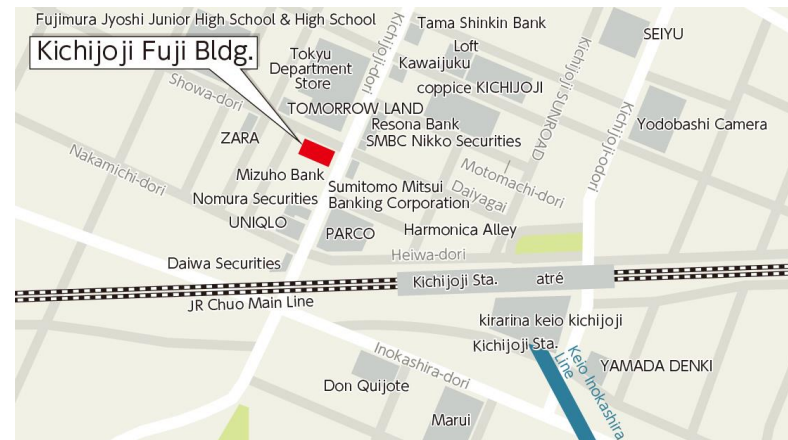 Fujimura Jyoshi Junior High School & High School
Kichijoji Fuji Bldg.
Kichijoji-dori
Tama Shinkin Bank
Loft
Kawaijuku
coppice KICHIJOJI
Kichijoji SUNROAD
SEIYU
Tokyu
Department
Store
Showa-dori
TOMORROW LAND
Resona Bank
SMBC Nikko Securities
Kichijoji-odori
Yodobashi Camera
ZARA
Nakamichi-dori
Mizuho Bank
Nomura Securities
UNIQLO
Sumitomo Mitsui
Banking Corporation
Motomachi-dori
Daiyagai
PARCO
Harmonica Alley
Heiwa-dori
Daiwa Securities
Kichijoji-dori
Kichijoji Sta.
atré
JR Chuo Main Line
kirarina keio kichijoji
Kichijoji Sta.
Keio Inokashira
Line
YAMADA DENKI
Inokashira-dori
Don Quijote
Marui